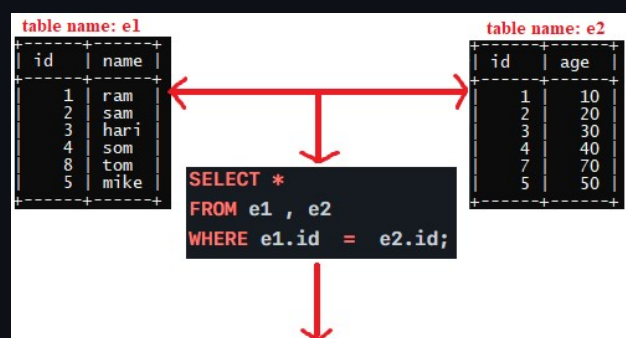 table name: e1
+------+------+
| id | name |
+------+------+
| 1 | ram |
| 2 | sam |
| 3 | hari |
| 4 | som |
| 8 | tom |
| 5 | mike |
+------+------+
table name: e2
+------+------+
| id | age |
+------+------+
| 1 | 10 |
| 2 | 20 |
| 3 | 30 |
| 4 | 40 |
| 7 | 70 |
| 5 | 50 |
+------+------+
SELECT *
FROM e1 , e2
WHERE e1.id = e2.id;